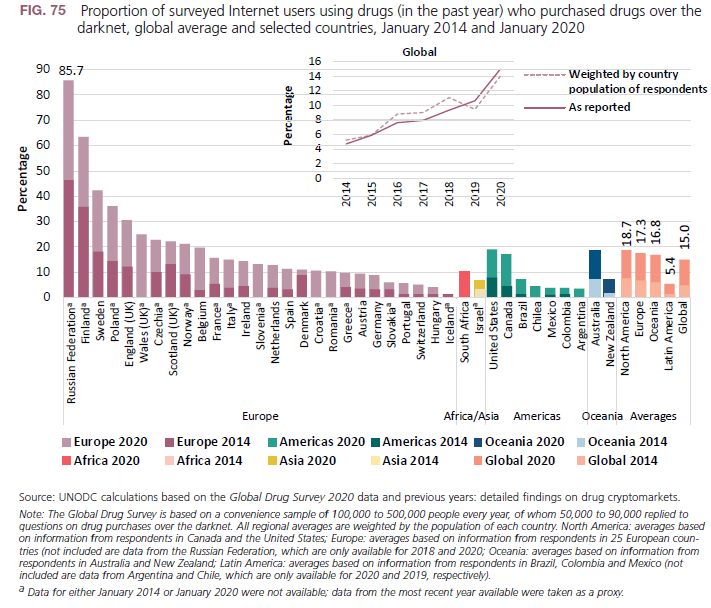 FIG. 75 Proportion of surveyed Internet users using drugs (in the past year) who purchased drugs over the
darknet, global average and selected countries, January 2014 and January 2020
Global
Percentage
16
14
12
10
8
6
4
2
0
2014
2015
2016
2017
2018
2019
2020
Weighted by country
population of respondents
As reported
Percentage
90
80
70
60
50
40
30
20
10
0
85.7
18.7
17.3
16.8
5.4
15.0
Russian Federationᵃ
Finlandᵃ
Sweden
Polandᵃ
England (UK)
Wales (UK)ᵃ
Czechiaᵃ
Scotland (UK)ᵃ
Norwayᵃ
Belgium
Franceᵃ
Italyᵃ
Ireland
Sloveniaᵃ
Netherlands
Spain
Denmark
Croatiaᵃ
Romaniaᵃ
Greeceᵃ
Austria
Germany
Slovakiaᵃ
Portugal
Switzerland
Hungary
Icelandᵃ
South Africa
Israelᵃ
United States
Canada
Brazil
Chilea
Mexico
Colombia
Argentina
Australia
New Zealand
North America
Europe
Oceania
Latin America
Global
Europe
Africa/Asia
Americas
Oceania
Averages
Europe 2020
Europe 2014
Americas 2020
Americas 2014
Oceania 2020
Oceania 2014
Africa 2020
Africa 2014
Asia 2020
Asia 2014
Global 2020
Global 2014
Source: UNODC calculations based on the Global Drug Survey 2020 data and previous years: detailed findings on drug cryptomarkets.
Note: The Global Drug Survey is based on a convenience sample of 100,000 to 500,000 people every year, of whom 50,000 to 90,000 replied to
questions on drug purchases over the darknet. All regional averages are weighted by the population of each country. North America: averages based
on information from respondents in Canada and the United States; Europe: averages based on information from respondents in 25 European coun-
tries (not included are data from the Russian Federation, which are only available for 2018 and 2020; Oceania: averages based on information from
respondents in Australia and New Zealand; Latin America: averages based on information from respondents in Brazil, Colombia and Mexico (not
included are data from Argentina and Chile, which are only available for 2020 and 2019, respectively).
ᵃ Data for either January 2014 or January 2020 were not available; data from the most recent year available were taken as a proxy.